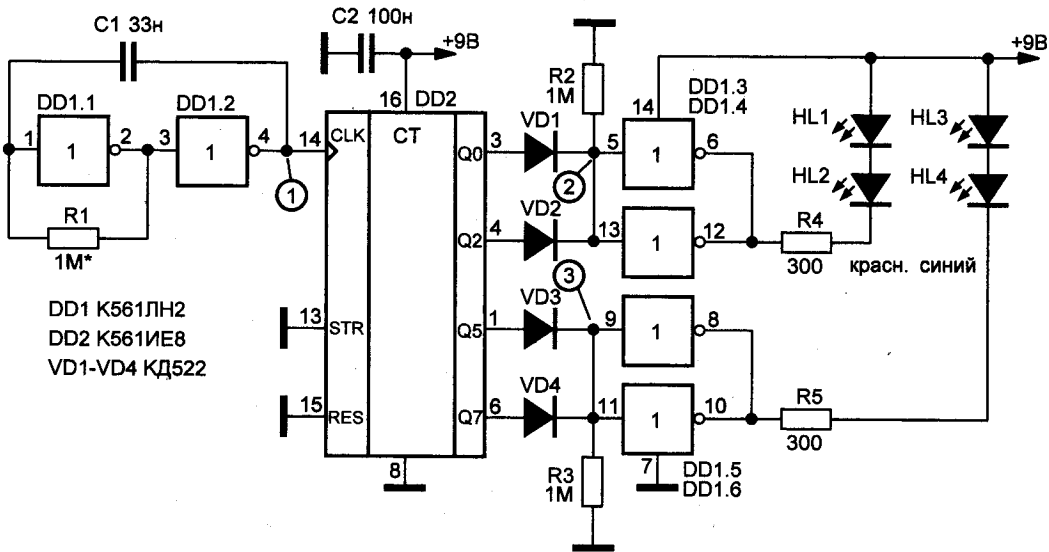 C1 33н
C2 100н
+9В
R2
1М
DD1.3
DD1.4
+9В
DD1.1
DD1.2
16
DD2
14
VD1
HL1
HL3
1
1
2
3
1
4
14
CLK
CT
Q0
3
5
1
6
1
2
HL2
HL4
R1
1М*
VD2
Q2
4
13
1
12
R4
300
красн. синий
3
DD1 К561ЛН2
DD2 К561ИЕ8
VD1-VD4 КД522
13
STR
VD3
Q5
1
9
1
8
15
RES
VD4
Q7
6
11
1
10
R5
300
8
R3
1М
7
DD1.5
DD1.6